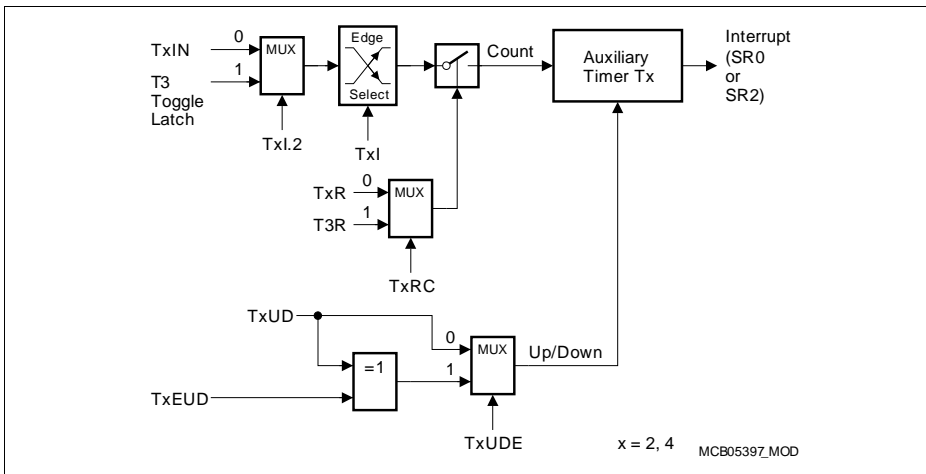 TxIN
0
MUX
T3
Toggle
Latch
1
TxI.2
Edge
Select
TxI
Count
Auxiliary
Timer Tx
Interrupt
(SR0
or
SR2)
TxR
0
MUX
T3R
1
TxRC
TxUD
0
MUX
Up/Down
=1
1
TxEUD
TxUDE
x = 2, 4
MCB05397_MOD